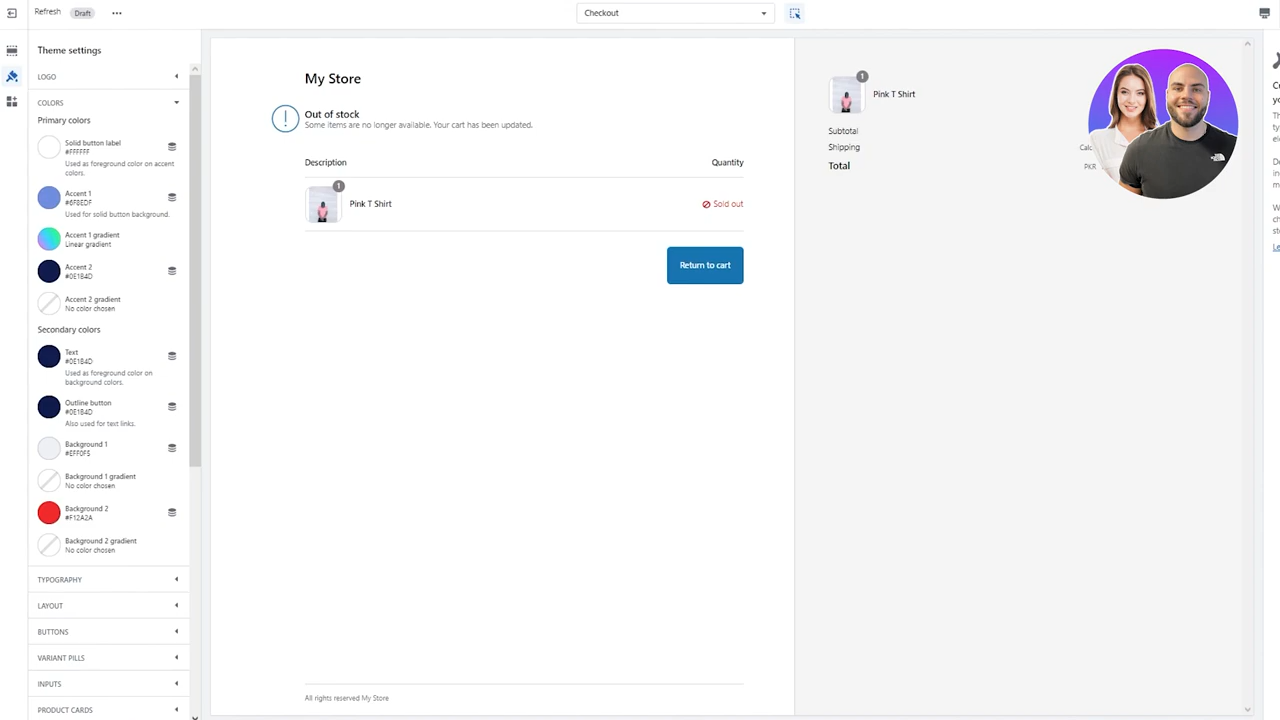 Refresh
Draft
Checkout
Theme settings
LOGO
COLORS
Primary colors
Solid button label
#FFFFFF
Used as foreground color on accent
colors.
Accent 1
#6F8EDF
Used for solid button background.
Accent 1 gradient
Linear gradient
Accent 2
#0E1B4D
Accent 2 gradient
No color chosen
Secondary colors
Text
#0E1B4D
Used as foreground color on
background colors.
Outline button
#0E1B4D
Also used for text links.
Background 1
#EFF0F5
Background 1 gradient
No color chosen
Background 2
#F12A2A
Background 2 gradient
No color chosen
TYPOGRAPHY
LAYOUT
BUTTONS
VARIANT PILLS
INPUTS
PRODUCT CARDS
My Store
Out of stock
Some items are no longer available. Your cart has been updated.
Description Quantity
1
Pink T Shirt Sold out
Return to cart
All rights reserved My Store
1
Pink T Shirt
Subtotal
Shipping
Total PKR